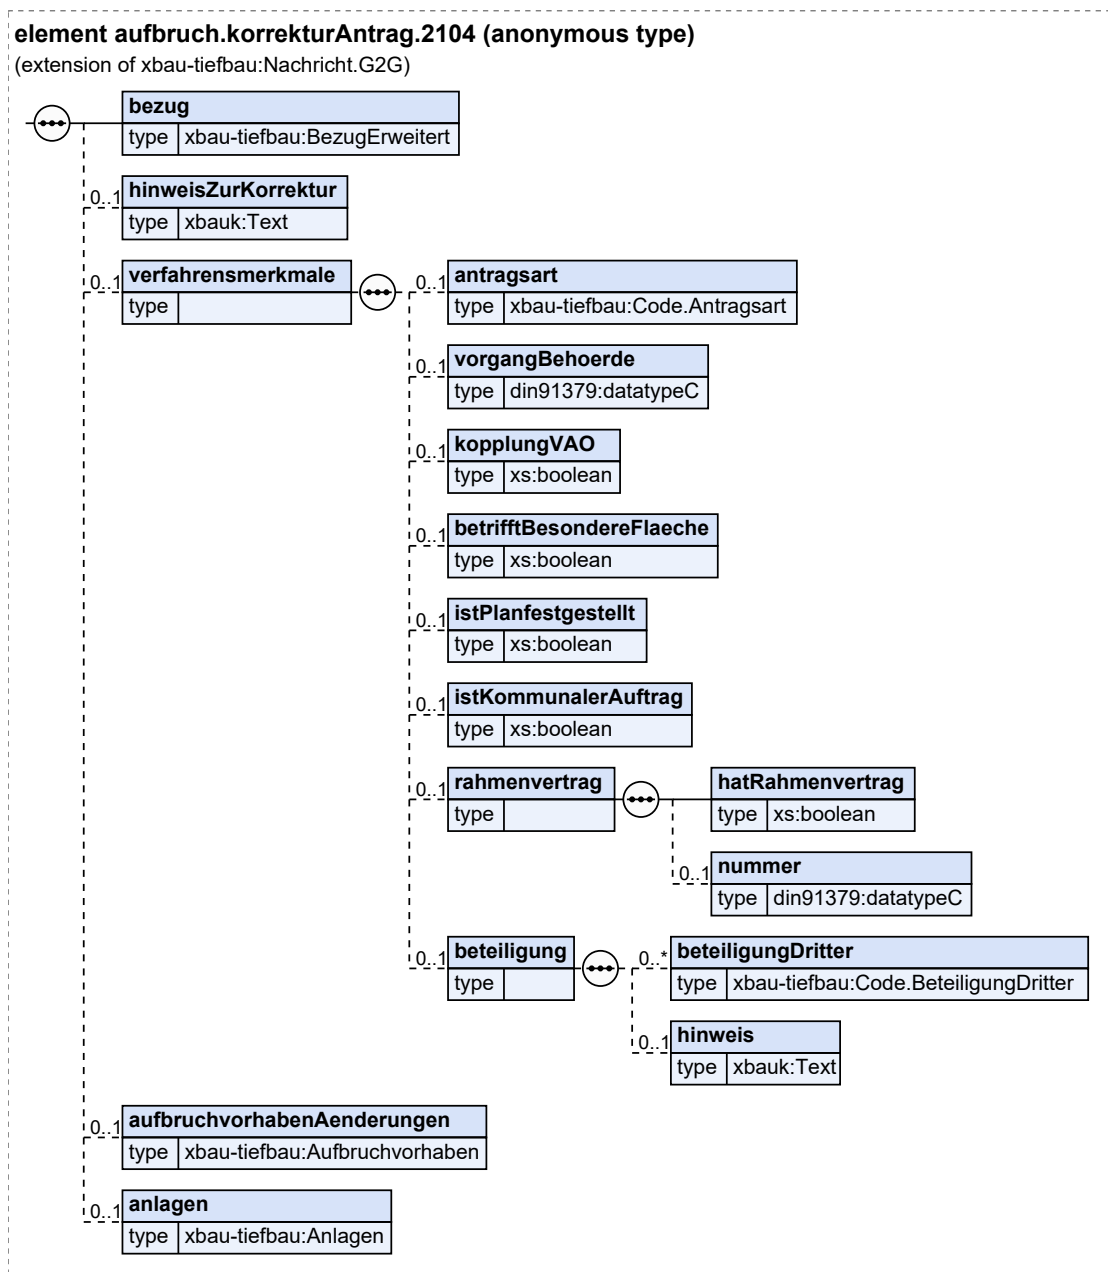 element aufbruch.korrekturAntrag.2104 (anonymous type)
(extension of xbau-tiefbau:Nachricht.G2G)
bezug
type xbau-tiefbau:BezugErweitert
0..1 hinweisZurKorrektur
type xbauk:Text
0..1 verfahrensmerkmale
type
0..1 antragsart
type xbau-tiefbau:Code.Antragsart
0..1 vorgangBehoerde
type din91379:datatypeC
0..1 kopplungVAO
type xs:boolean
0..1 betrifftBesondereFlaeche
type xs:boolean
0..1 istPlanfestgestellt
type xs:boolean
0..1 istKommunalerAuftrag
type xs:boolean
0..1 rahmenvertrag
type
hatRahmenvertrag
type xs:boolean
0..1 nummer
type din91379:datatypeC
0..1 beteiligung
type
0..* beteiligungDritter
type xbau-tiefbau:Code.BeteiligungDritter
0..1 hinweis
type xbauk:Text
0..1 aufbruchvorhabenAenderungen
type xbau-tiefbau:Aufbruchvorhaben
0..1 anlagen
type xbau-tiefbau:Anlagen